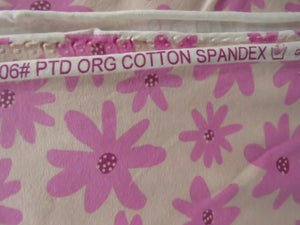 06# PTD ORG COTTON SPANDEX